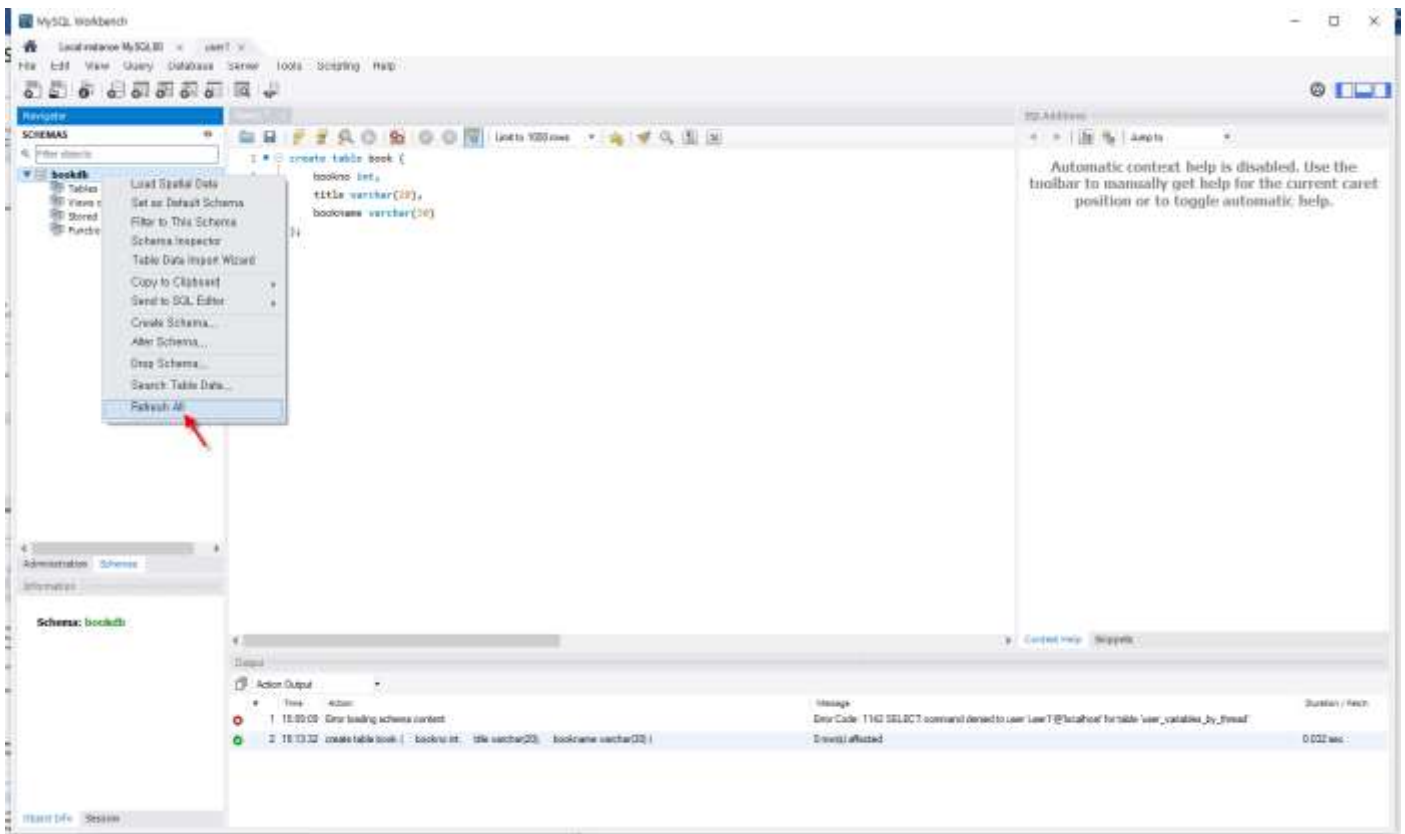 MySQL Workbench
Local instance MySQL80 × user1 ×
File Edit View Query Database Server Tools Scripting Help
Navigator
SCHEMAS
Filter objects
bookdb
Tables
Views
Stored
Functio
Load Spatial Data
Set as Default Schema
Filter to This Schema
Schema Inspector
Table Data Import Wizard
Copy to Clipboard
Send to SQL Editor
Create Schema...
Alter Schema...
Drop Schema...
Search Table Data...
Refresh All
Limit to 1000 rows
1 create table book (
bookno int,
title varchar(20),
bookname varchar(20)
);
SQL Additions
Jump to
Automatic context help is disabled. Use the
toolbar to manually get help for the current caret
position or to toggle automatic help.
Administration Schemas
Information
Schema: bookdb
Context Help Snippets
Output
Action Output
# Time Action Message Duration / Fetch
1 Error loading schema content Error Code: 1142 SELECT command denied to user 'user1'@'localhost' for table 'user_variables_by_thread'
2 create table book ( bookno int, title varchar(20), bookname varchar(20) ) 0 row(s) affected 0.032 sec
Object Info Session